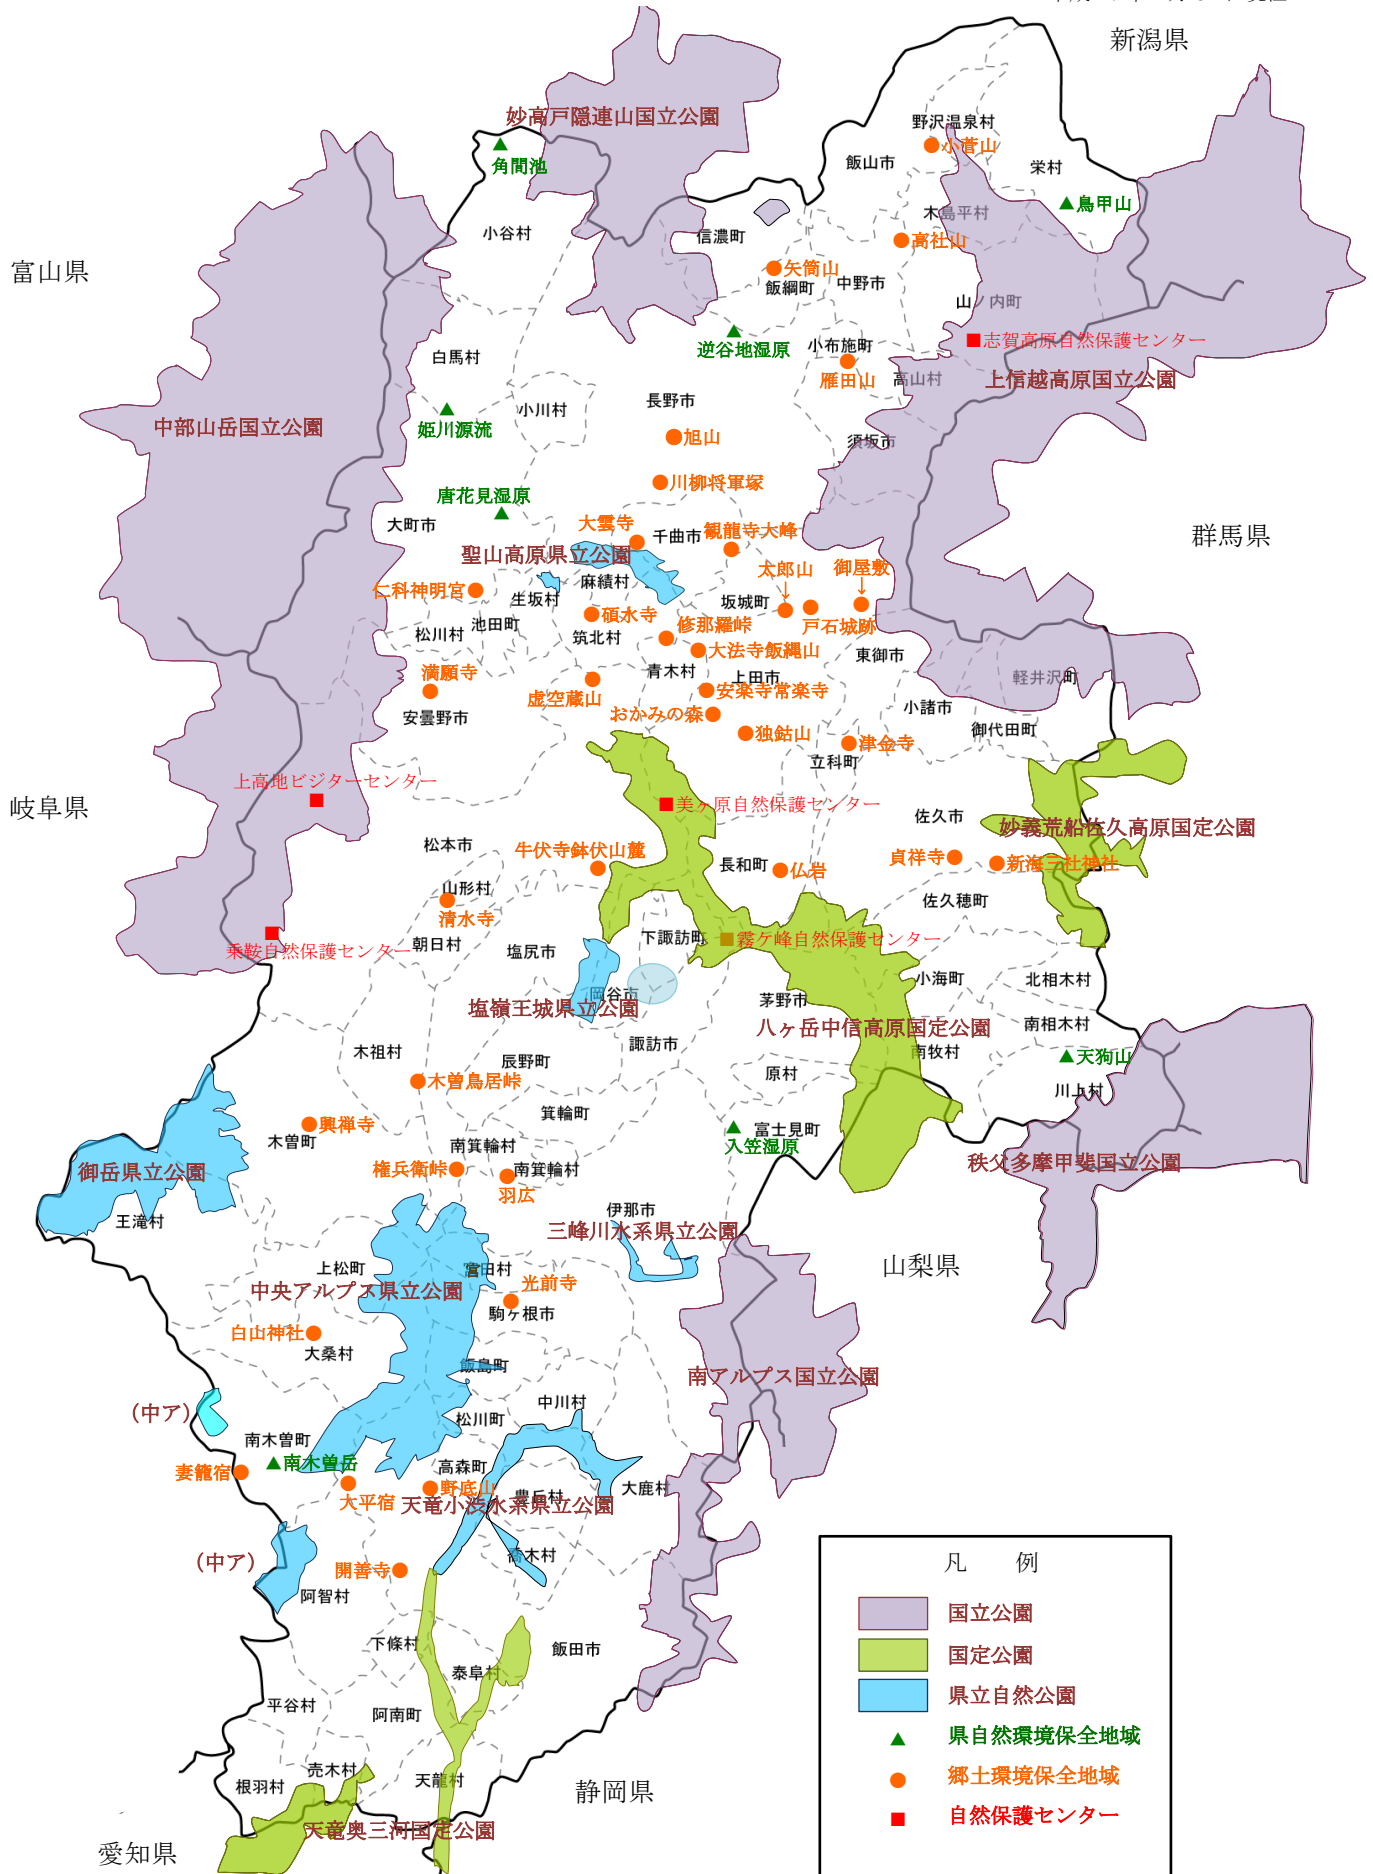 新潟県
妙高戸隠連山国立公園
野沢温泉村
小菅山
角間池
飯山市
栄村
鳥甲山
木島平村
小谷村
信濃町
高社山
富山県
矢筒山
飯綱町
中野市
山ノ内町
逆谷地湿原
小布施町
志賀高原自然保護センター
白馬村
雁田山
高山村
上信越高原国立公園
小川村
長野市
中部山岳国立公園
姫川源流
旭山
須坂市
川柳将軍塚
唐花見湿原
大町市
大雲寺
千曲市
観龍寺大峰
群馬県
聖山高原県立公園
太郎山
↓
御屋敷
↓
麻績村
仁科神明宮
生坂村
坂城町
碩水寺
戸石城跡
池田町
松川村
筑北村
修那羅峠
大法寺飯縄山
東御市
満願寺
青木村
上田市
軽井沢町
虚空蔵山
安楽寺常楽寺
安曇野市
おかみの森
小諸市
御代田町
独鈷山
津金寺
立科町
上高地ビジターセンター
岐阜県
美ヶ原自然保護センター
佐久市
妙義荒船佐久高原国定公園
松本市
牛伏寺鉢伏山麓
長和町
仏岩
貞祥寺
新海三社神社
山形村
清水寺
佐久穂町
朝日村
乗鞍自然保護センター
塩尻市
下諏訪町
霧ケ峰自然保護センター
小海町
北相木村
岡谷市
塩嶺王城県立公園
茅野市
八ヶ岳中信高原国定公園
南相木村
木祖村
辰野町
諏訪市
南牧村
天狗山
原村
木曽鳥居峠
川上村
箕輪町
興禅寺
木曽町
富士見町
入笠湿原
南箕輪村
御岳県立公園
権兵衛峠
南箕輪村
羽広
秩父多摩甲斐国立公園
王滝村
伊那市
三峰川水系県立公園
上松町
宮田村
山梨県
中央アルプス県立公園
光前寺
駒ヶ根市
白山神社
大桑村
飯島町
南アルプス国立公園
(中ア)
中川村
松川町
南木曽町
南木曽岳
高森町
妻籠宿
大平宿
野底山
豊丘村
大鹿村
天竜小渋水系県立公園
(中ア)
喬木村
開善寺
阿智村
下條村
飯田市
泰阜村
平谷村
阿南町
売木村
根羽村
天龍村
静岡県
天竜奥三河国定公園
愛知県
凡　例
国立公園
国定公園
県立自然公園
県自然環境保全地域
郷土環境保全地域
自然保護センター